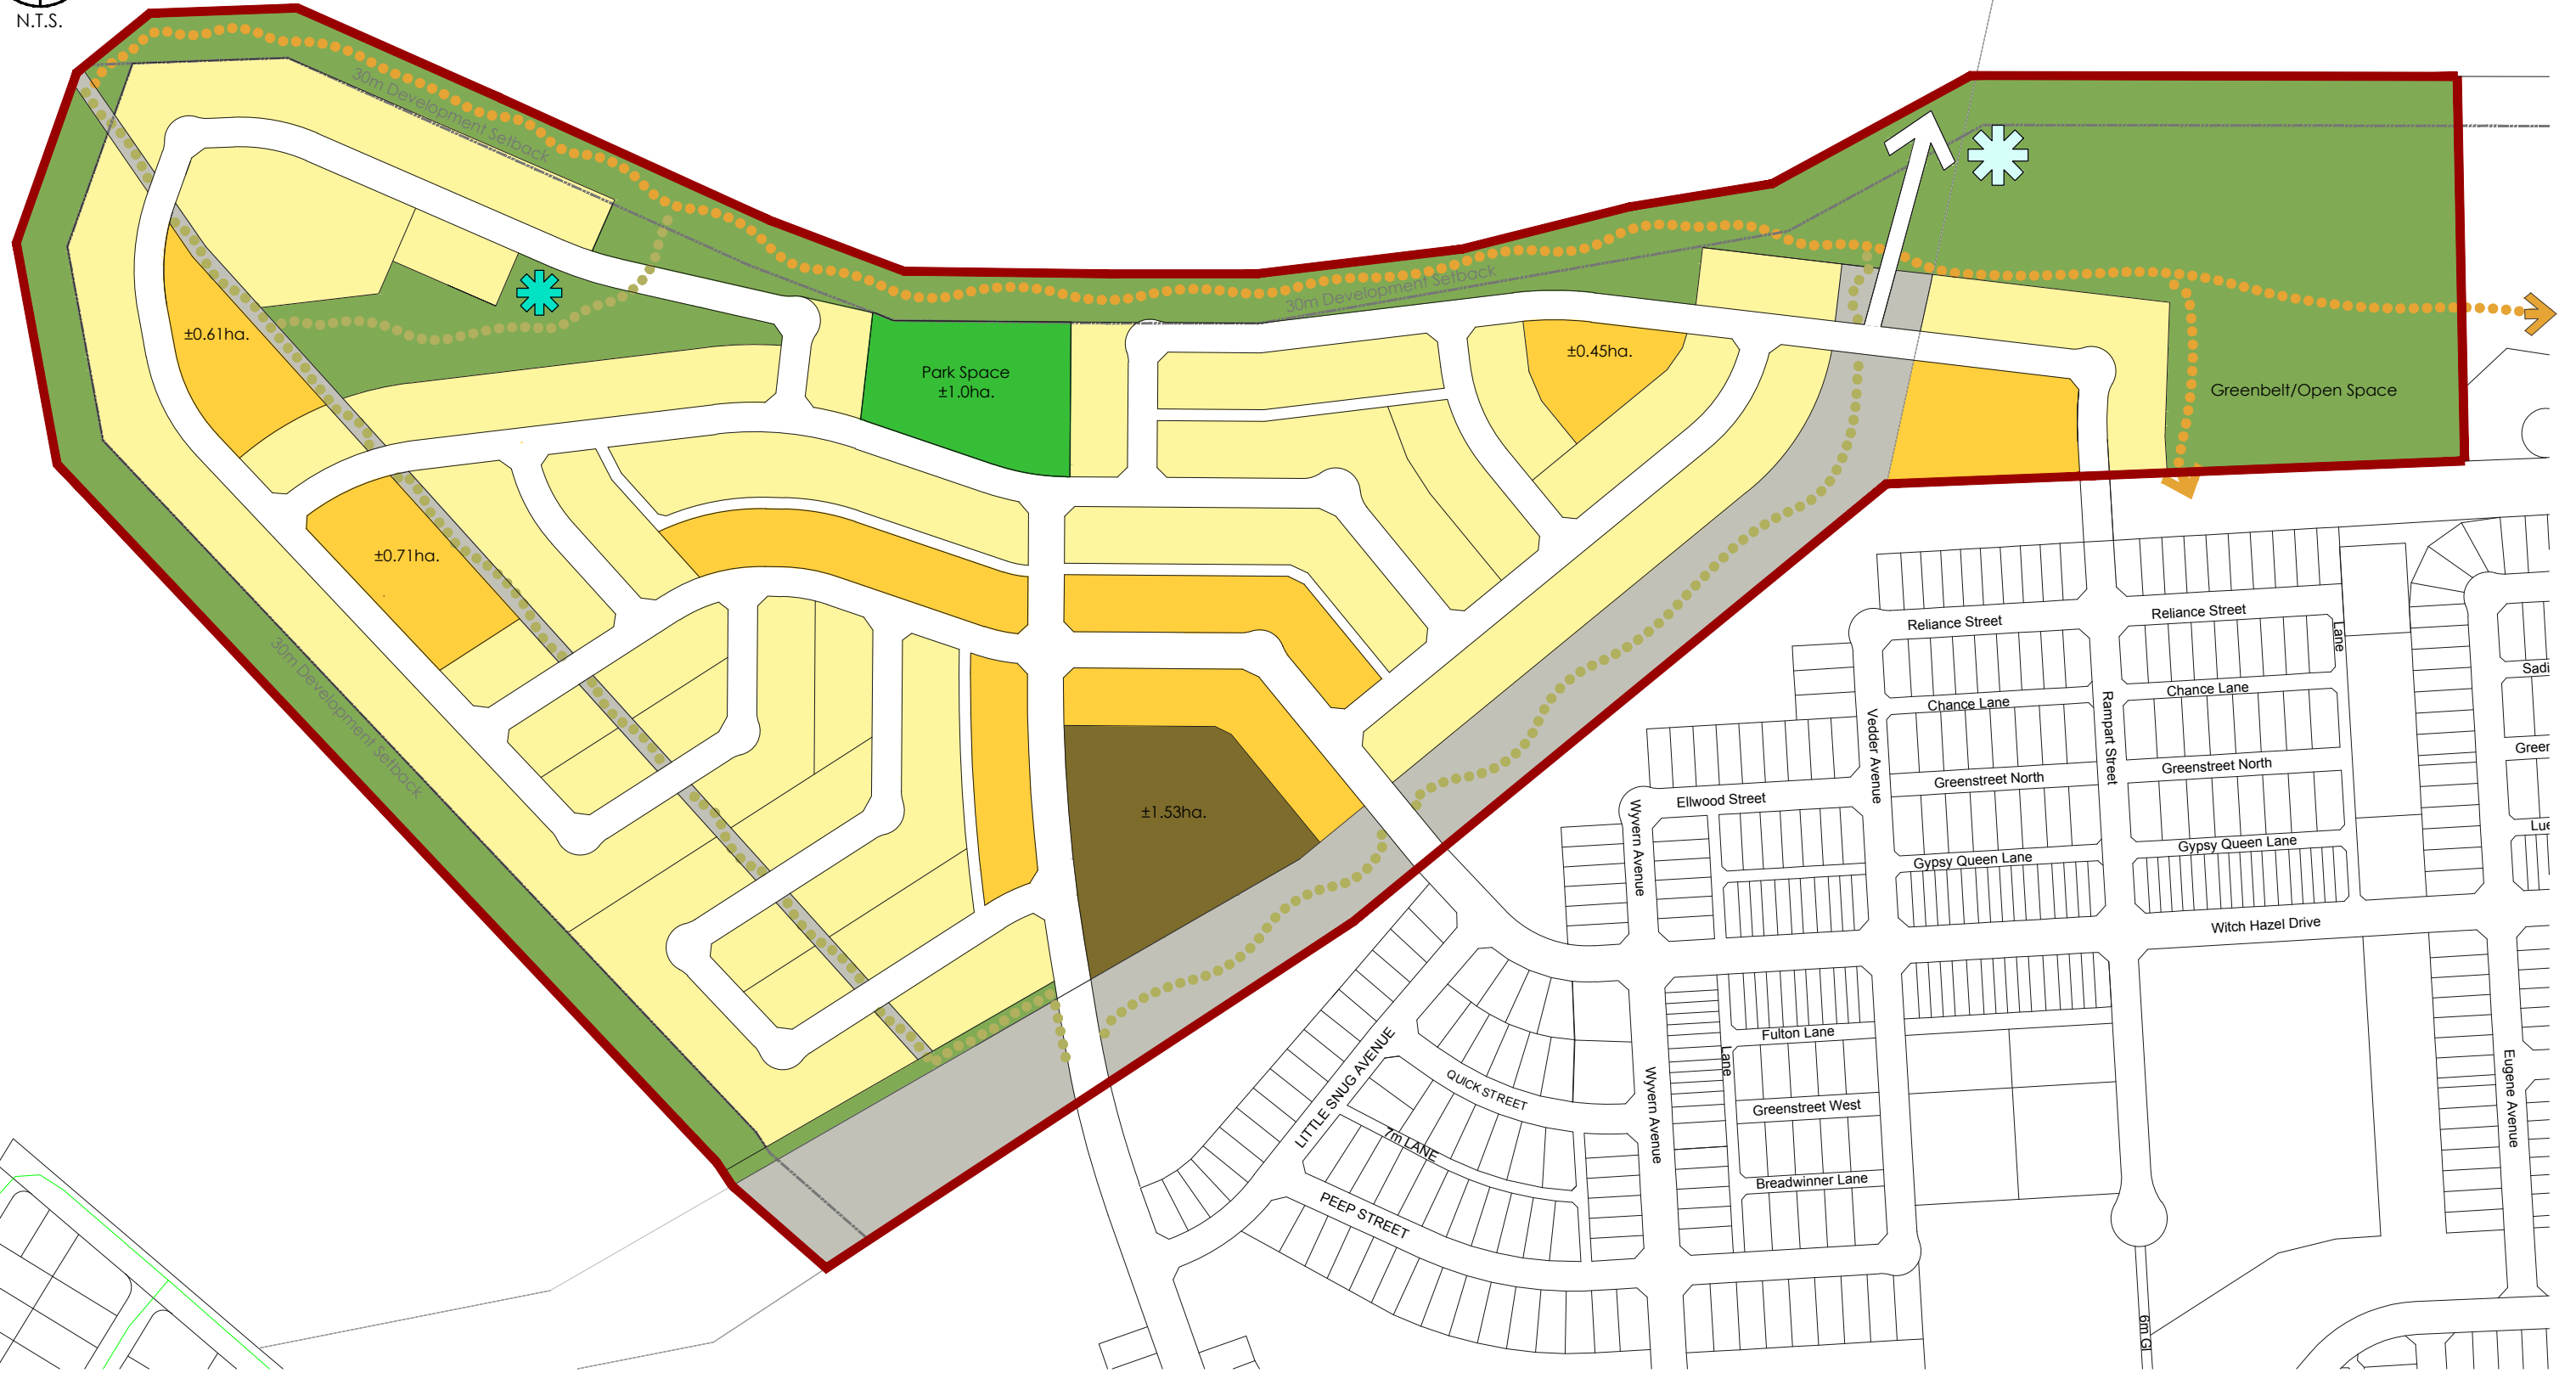 N.T.S.
30m Development Setback
30m Development Setback
±0.61ha.
±0.45ha.
Park Space
±1.0ha.
Greenbelt/Open Space
±0.71ha.
30m Development Setback
±1.53ha.
Reliance Street
Reliance Street
Lane
Chance Lane
Chance Lane
Sadi
Vedder Avenue
Rampart Street
Greenstreet North
Greenstreet North
Green
Ellwood Street
Wyvern Avenue
Gypsy Queen Lane
Gypsy Queen Lane
Lue
Witch Hazel Drive
LITTLE SNUG AVENUE
QUICK STREET
7m LANE
PEEP STREET
Wyvern Avenue
Lane
Fulton Lane
Greenstreet West
Breadwinner Lane
Eugene Avenue
6m G